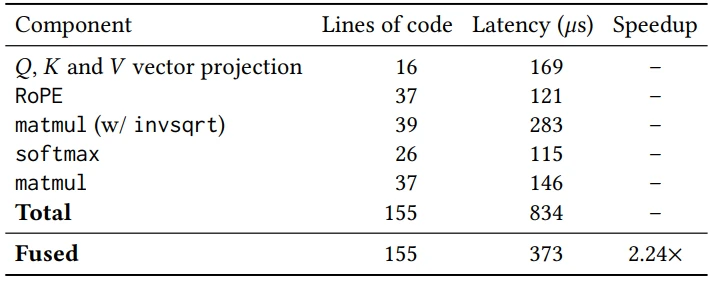 Component Lines of code Latency (μs) Speedup
Q, K and V vector projection 16 169 –
RoPE 37 121 –
matmul (w/ invsqrt) 39 283 –
softmax 26 115 –
matmul 37 146 –
Total 155 834 –
Fused 155 373 2.24×